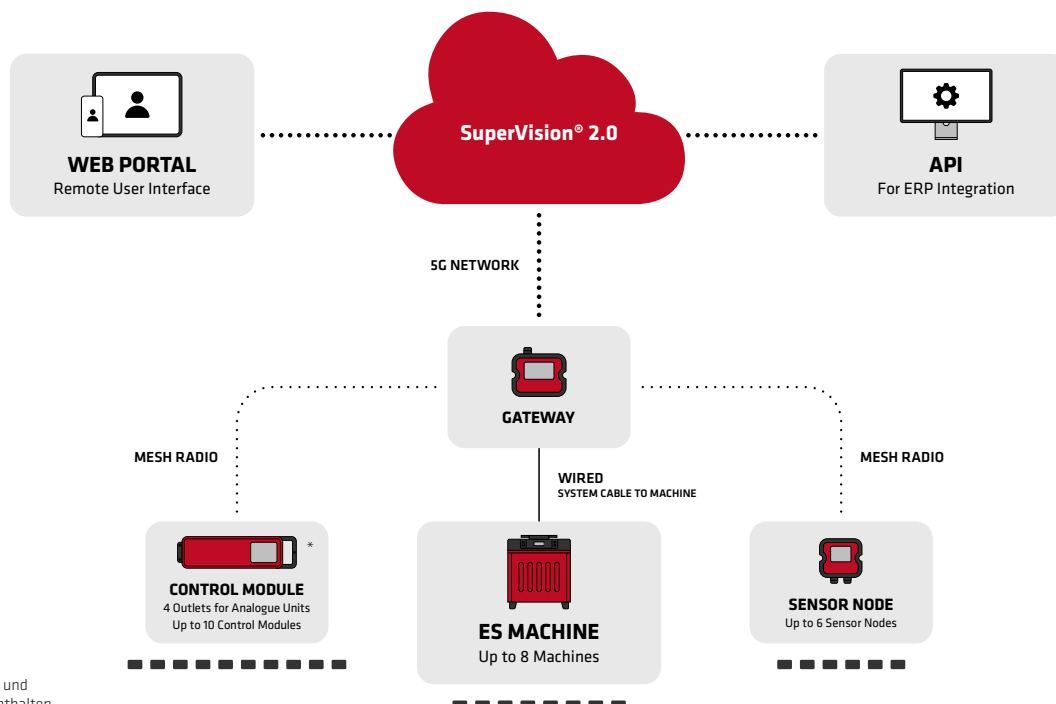 SuperVision® 2.0
WEB PORTAL
Remote User Interface
API
For ERP Integration
5G NETWORK
GATEWAY
MESH RADIO
WIRED
SYSTEM CABLE TO MACHINE
MESH RADIO
*
CONTROL MODULE
4 Outlets for Analogue Units
Up to 10 Control Modules
ES MACHINE
Up to 8 Machines
SENSOR NODE
Up to 6 Sensor Nodes
und